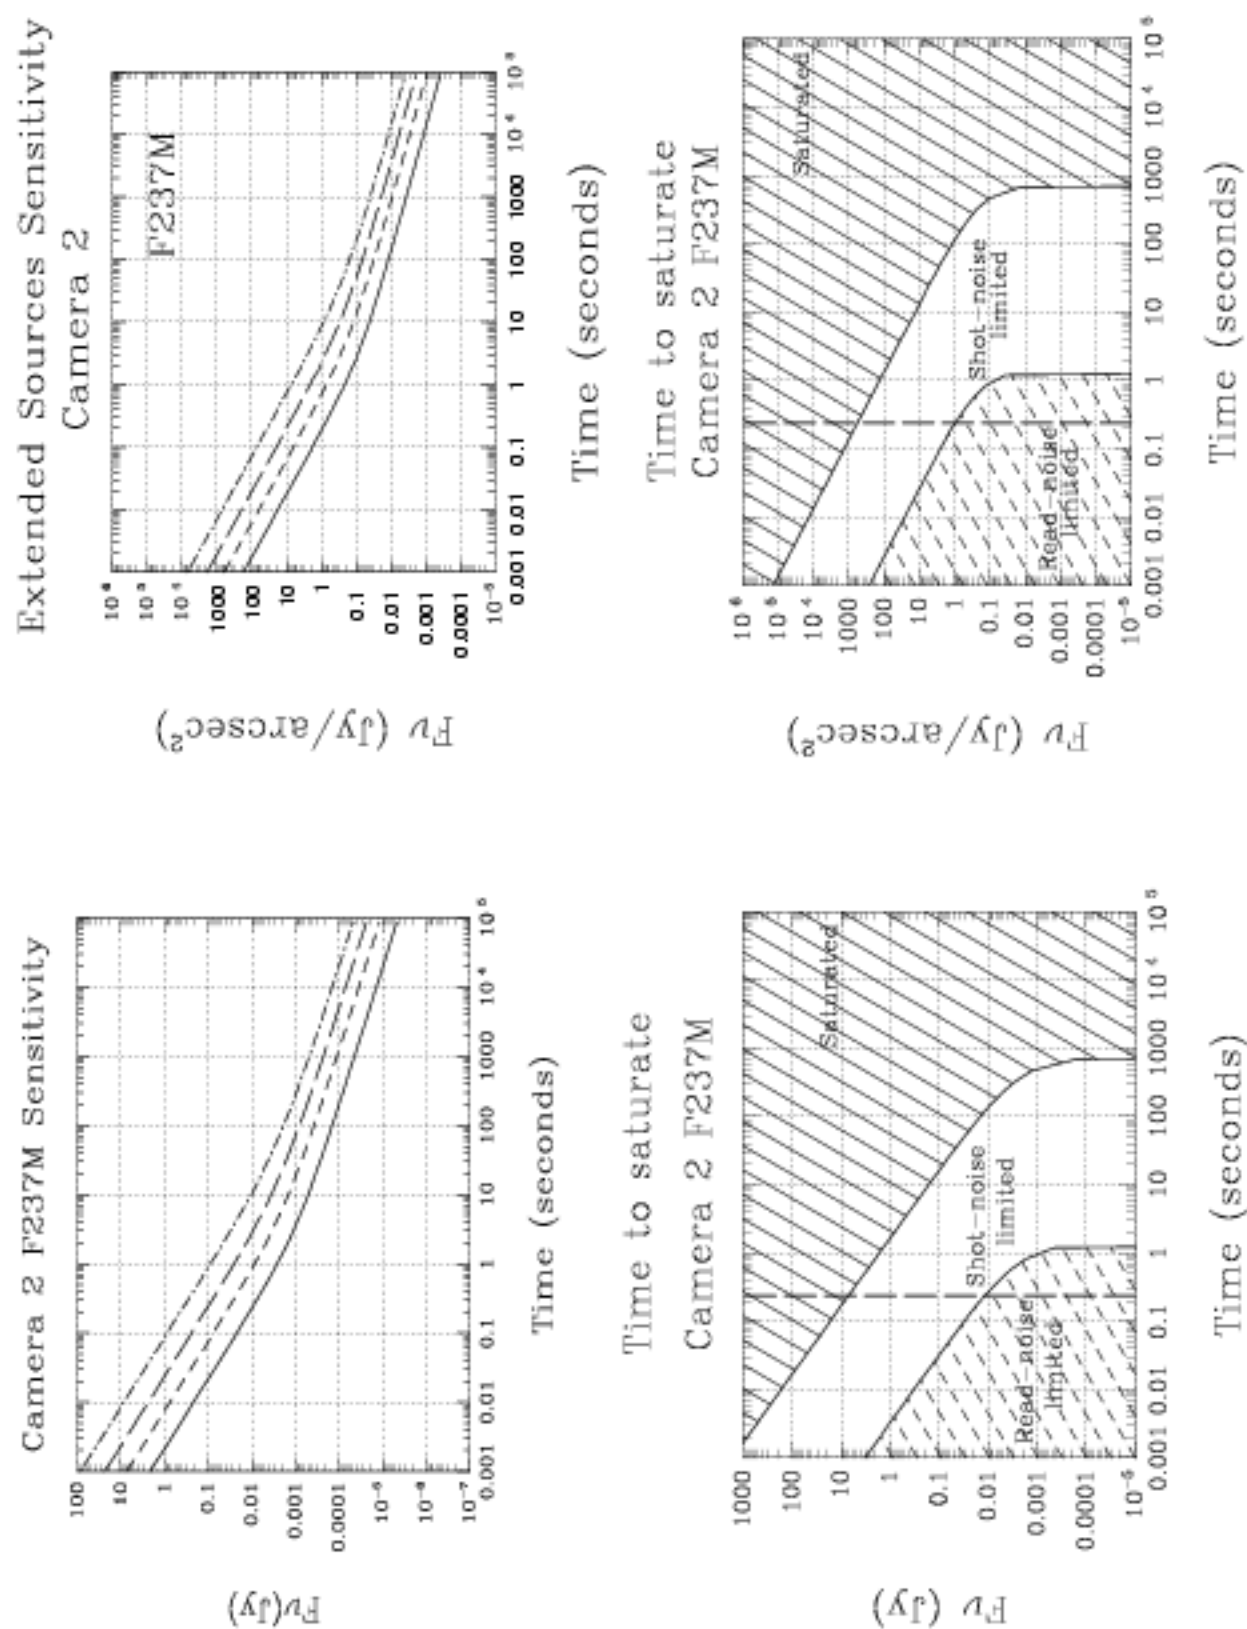 Camera 2 F237M Sensitivity
Fν(Jy)
100
10
1
0.1
0.01
0.001
0.0001
10⁻⁵
10⁻⁶
10⁻⁷
0.001 0.01 0.1 1 10 100 1000 10⁴ 10⁵
Time (seconds)
Extended Sources Sensitivity
Camera 2
F237M
Fν (Jy/arcsec²)
10⁶
10⁵
10⁴
1000
100
10
1
0.1
0.01
0.001
0.0001
10⁻⁵
0.001 0.01 0.1 1 10 100 1000 10⁴ 10⁵
Time (seconds)
Time to saturate
Camera 2 F237M
Fν (Jy)
1000
100
10
1
0.1
0.01
0.001
0.0001
10⁻⁵
Saturated
Shot-noise
limited
Read-noise
limited
0.001 0.01 0.1 1 10 100 1000 10⁴ 10⁵
Time (seconds)
Time to saturate
Camera 2 F237M
Fν (Jy/arcsec²)
10⁶
10⁵
10⁴
1000
100
10
1
0.1
0.01
0.001
0.0001
10⁻⁵
Saturated
Shot-noise
limited
Read-noise
limited
0.001 0.01 0.1 1 10 100 1000 10⁴ 10⁵
Time (seconds)